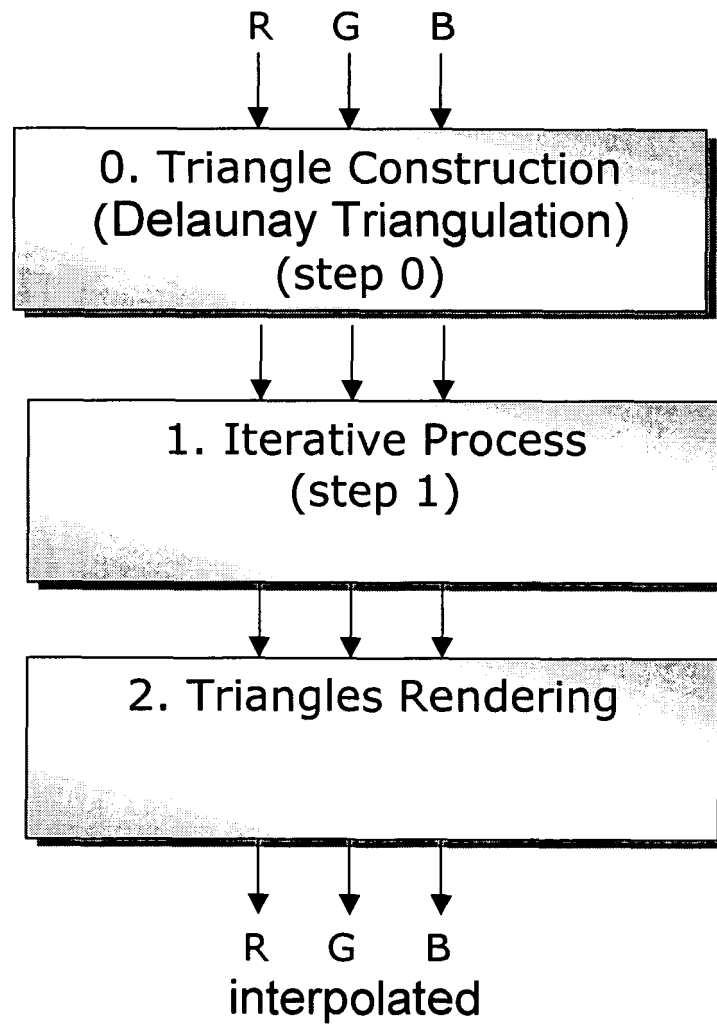 R G B
0. Triangle Construction
(Delaunay Triangulation)
(step 0)
1. Iterative Process
(step 1)
2. Triangles Rendering
R G B
interpolated